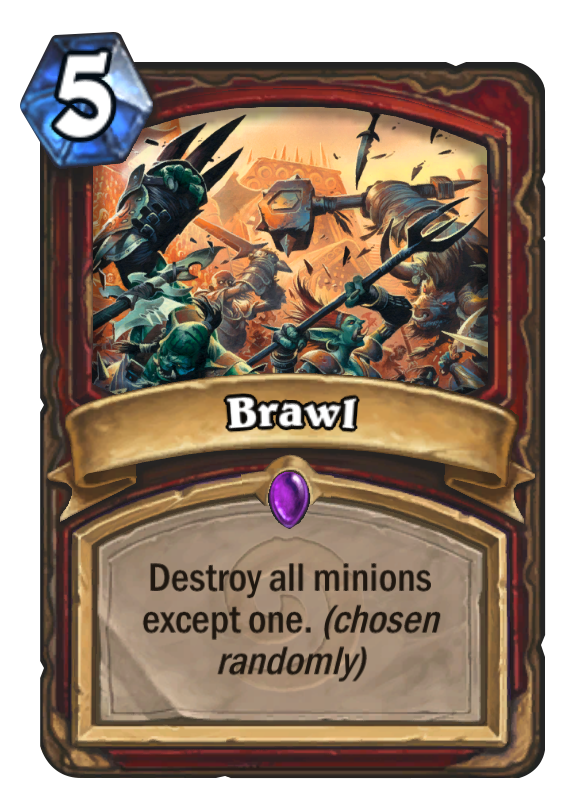 5
Brawl
Destroy all minions
except one. (chosen
randomly)